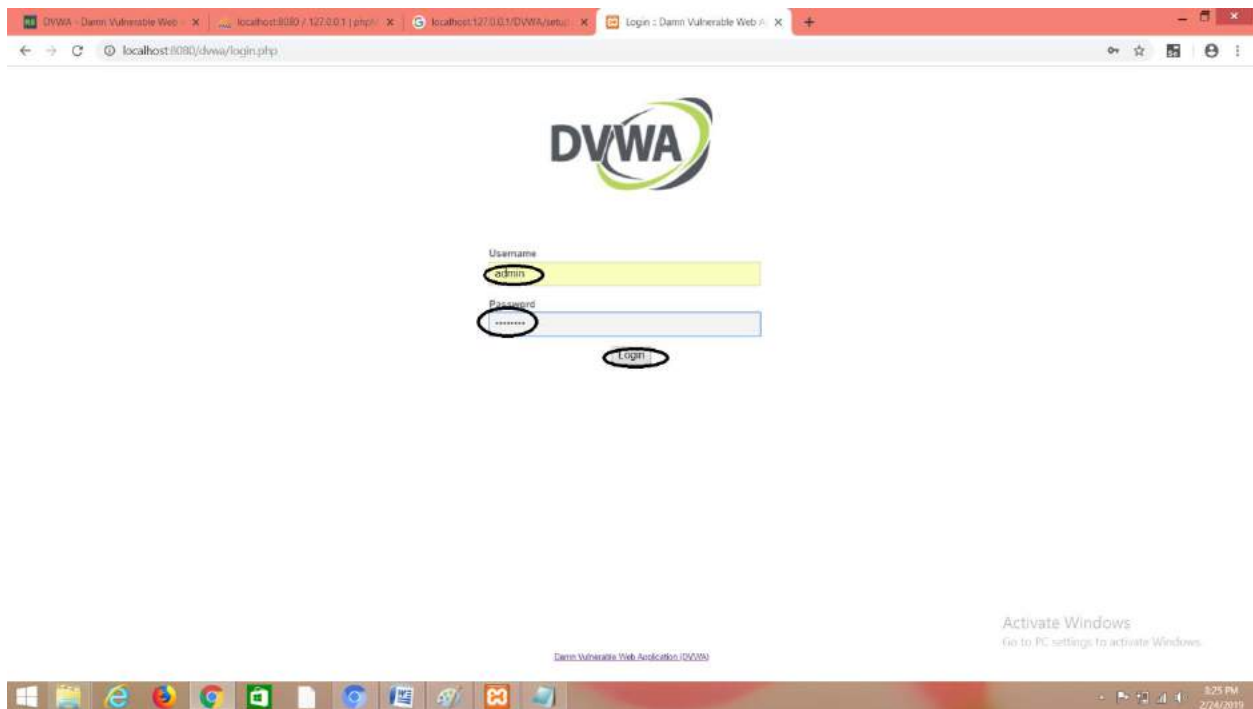 DVWA - Damn Vulnerable Web
localhost:8080 / 127.0.0.1 | php
localhost:127.0.0.1/DVWA/setu
Login :: Damn Vulnerable Web A
localhost:8080/dvwa/login.php
DVWA
Username
admin
Password
••••••••
Login
Activate Windows
Go to PC settings to activate Windows.
Damn Vulnerable Web Application (DVWA)
3:25 PM
2/24/2019